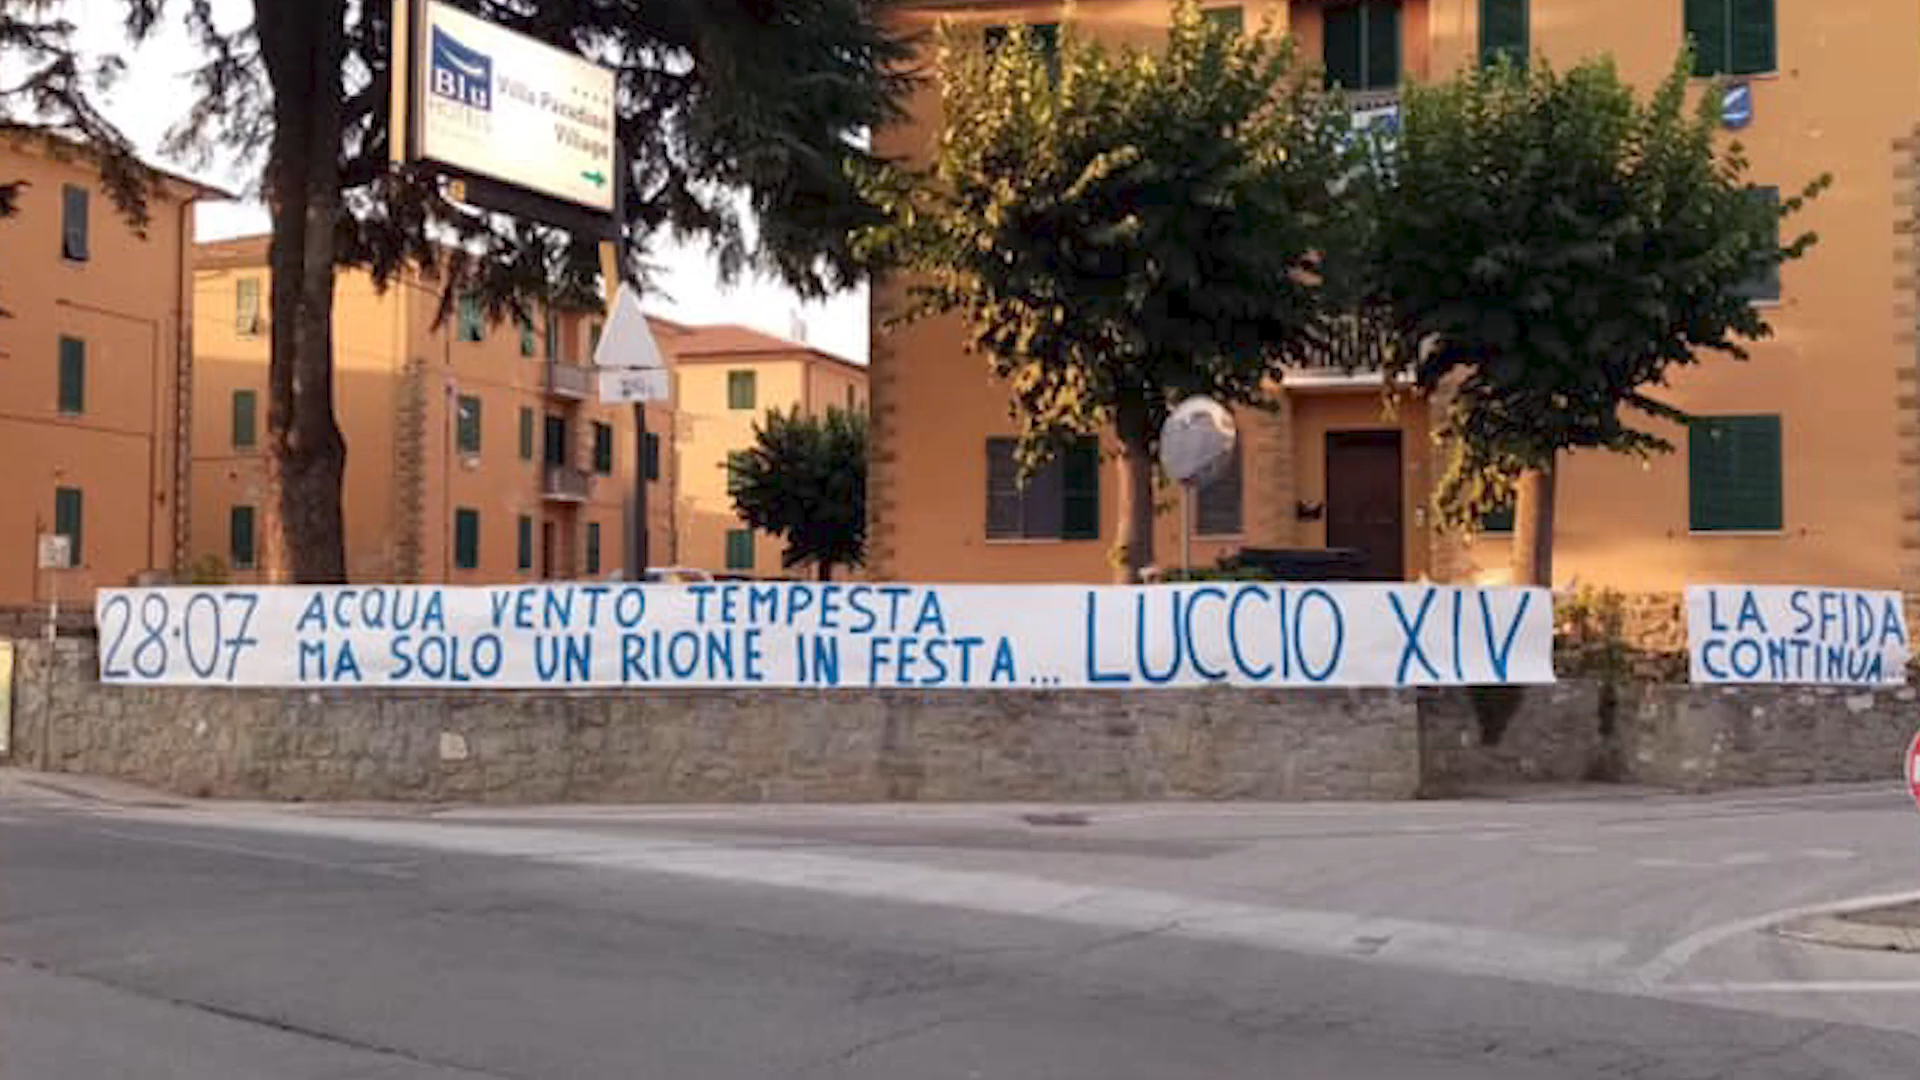 Blu
HOTELS
Villa Paradiso
Village
28·07
ACQUA VENTO TEMPESTA
MA SOLO UN RIONE IN FESTA...
LUCCIO XIV
LA SFIDA
CONTINUA...